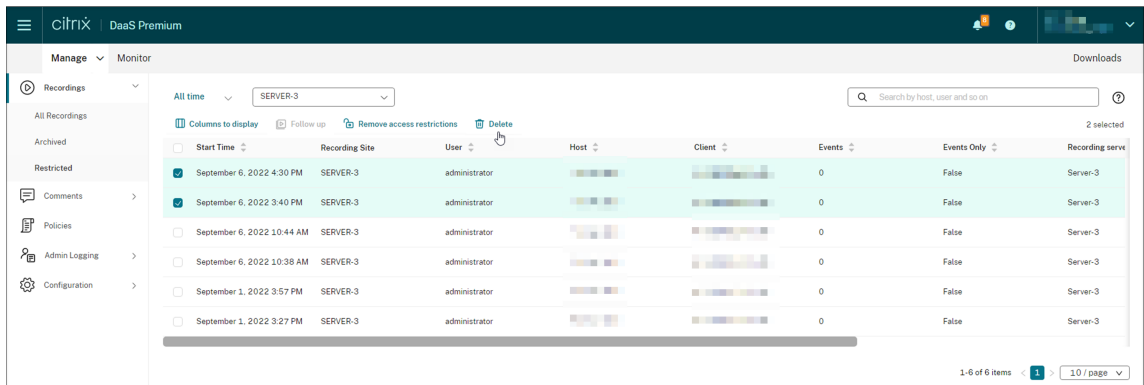 citrix | DaaS Premium
8
?
Manage Monitor Downloads
Recordings
All Recordings
Archived
Restricted
Comments
Policies
Admin Logging
Configuration
All time SERVER-3 Search by host, user and so on ?
Columns to display Follow up Remove access restrictions Delete 2 selected
Start Time Recording Site User Host Client Events Events Only Recording serve
September 6, 2022 4:30 PM SERVER-3 administrator 0 False Server-3
September 6, 2022 3:40 PM SERVER-3 administrator 0 False Server-3
September 6, 2022 10:44 AM SERVER-3 administrator 0 False Server-3
September 6, 2022 10:38 AM SERVER-3 administrator 0 False Server-3
September 1, 2022 3:57 PM SERVER-3 administrator 0 False Server-3
September 1, 2022 3:27 PM SERVER-3 administrator 0 False Server-3
1-6 of 6 items < 1 > 10 / page